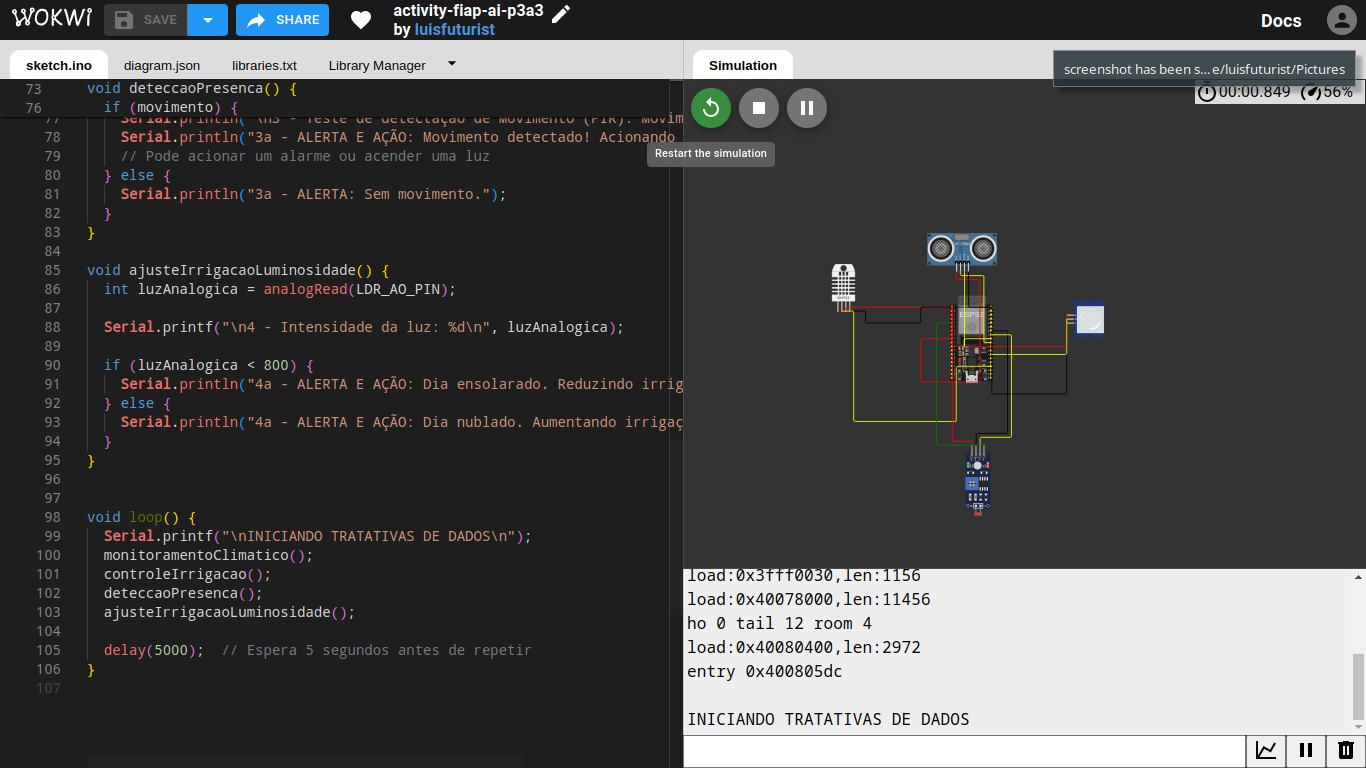 WOKWI
SAVE
SHARE
activity-fiap-ai-p3a3
by luisfuturist
Docs
sketch.ino
diagram.json
libraries.txt
Library Manager
Simulation
screenshot has been s... e/luisfuturist/Pictures
00:00.849
56%
Restart the simulation
73 void deteccaoPresenca() {
76 if (movimento) {
77 Serial.println("\n3 - Teste de detectação de Movimento (PIR): Movim
78 Serial.println("3a - ALERTA E AÇÃO: Movimento detectado! Acionando
79 // Pode acionar um alarme ou acender uma luz
80 } else {
81 Serial.println("3a - ALERTA: Sem movimento.");
82 }
83 }
84
85 void ajusteIrrigacaoLuminosidade() {
86 int luzAnalogica = analogRead(LDR_AO_PIN);
87
88 Serial.printf("\n4 - Intensidade da luz: %d\n", luzAnalogica);
89
90 if (luzAnalogica < 800) {
91 Serial.println("4a - ALERTA E AÇÃO: Dia ensolarado. Reduzindo irrig
92 } else {
93 Serial.println("4a - ALERTA E AÇÃO: Dia nublado. Aumentando irrigaç
94 }
95 }
96
97
98 void loop() {
99 Serial.printf("\nINICIANDO TRATATIVAS DE DADOS\n");
100 monitoramentoClimatico();
101 controleIrrigacao();
102 deteccaoPresenca();
103 ajusteIrrigacaoLuminosidade();
104
105 delay(5000); // Espera 5 segundos antes de repetir
106 }
107
ESP32
load:0x3fff0030,len:1156
load:0x40078000,len:11456
ho 0 tail 12 room 4
load:0x40080400,len:2972
entry 0x400805dc
INICIANDO TRATATIVAS DE DADOS